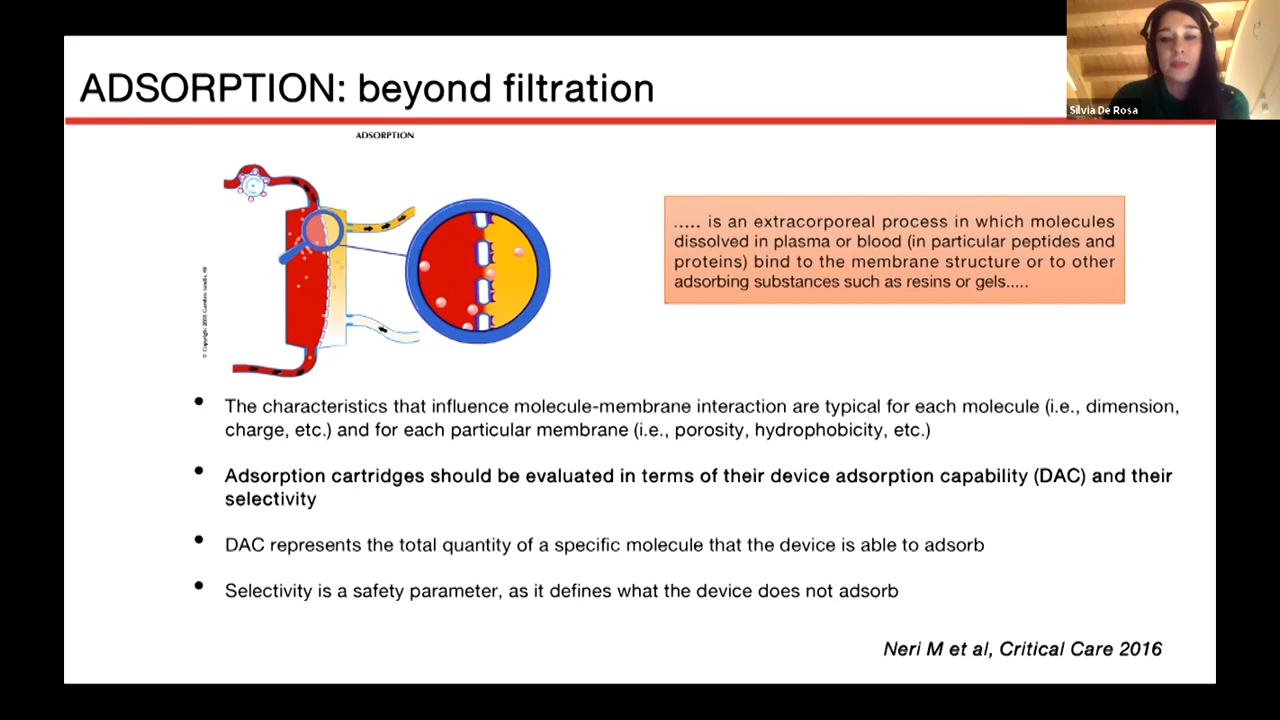 ADSORPTION: beyond filtration
Silvia De Rosa
ADSORPTION
..... is an extracorporeal process in which molecules
dissolved in plasma or blood (in particular peptides and
proteins) bind to the membrane structure or to other
adsorbing substances such as resins or gels.....
© Copyright 2005 Gambro Lundia, AB
• The characteristics that influence molecule-membrane interaction are typical for each molecule (i.e., dimension,
charge, etc.) and for each particular membrane (i.e., porosity, hydrophobicity, etc.)
• Adsorption cartridges should be evaluated in terms of their device adsorption capability (DAC) and their
selectivity
• DAC represents the total quantity of a specific molecule that the device is able to adsorb
• Selectivity is a safety parameter, as it defines what the device does not adsorb
Neri M et al, Critical Care 2016